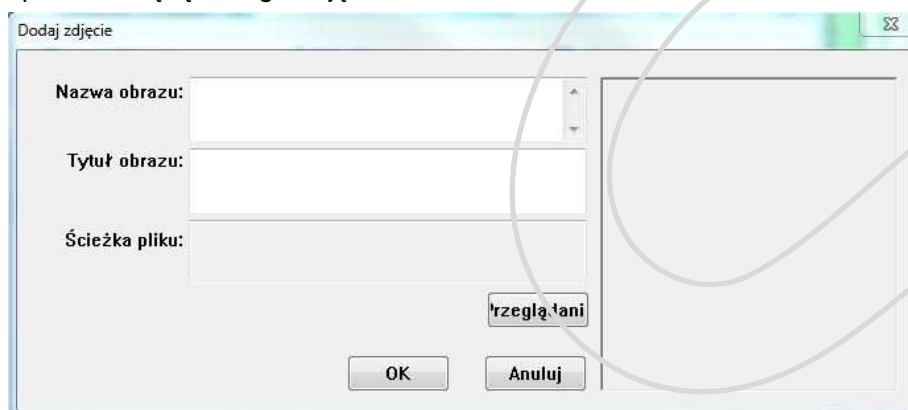 Dodaj zdjęcie
Nazwa obrazu:
Tytuł obrazu:
Ścieżka pliku:
OK
Anuluj